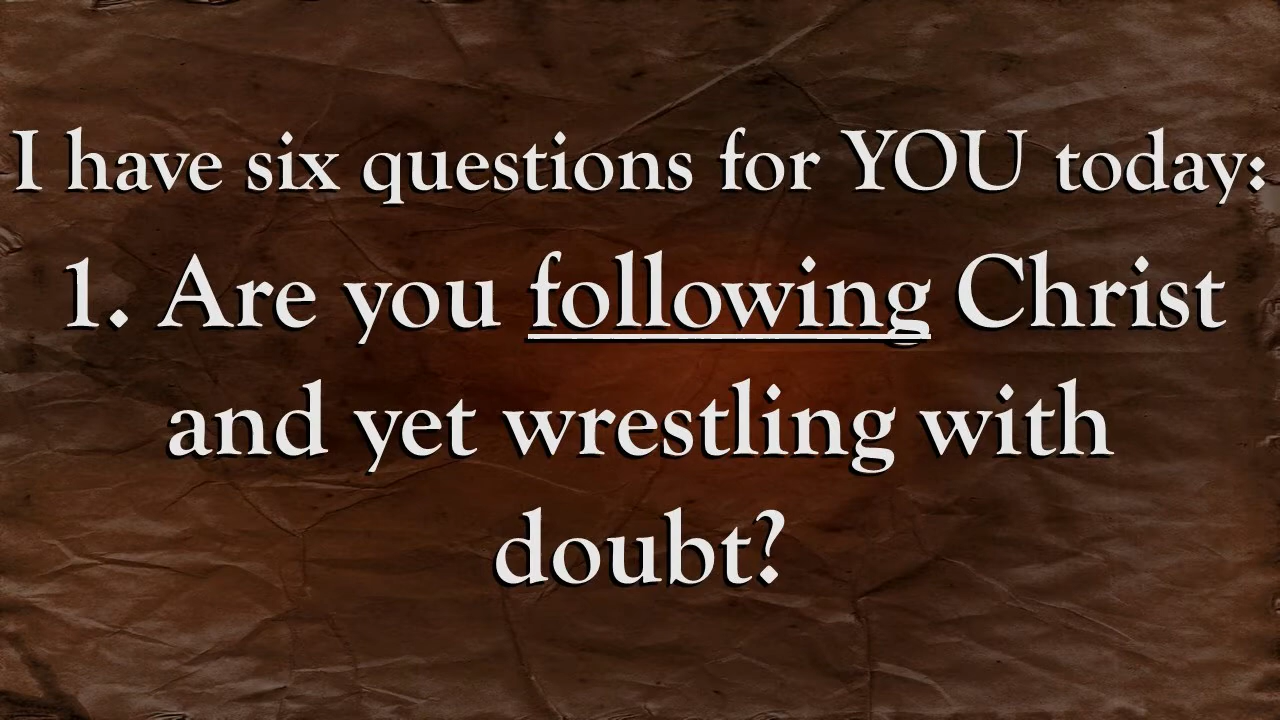 I have six questions for YOU today:
1. Are you following Christ
and yet wrestling with
doubt?